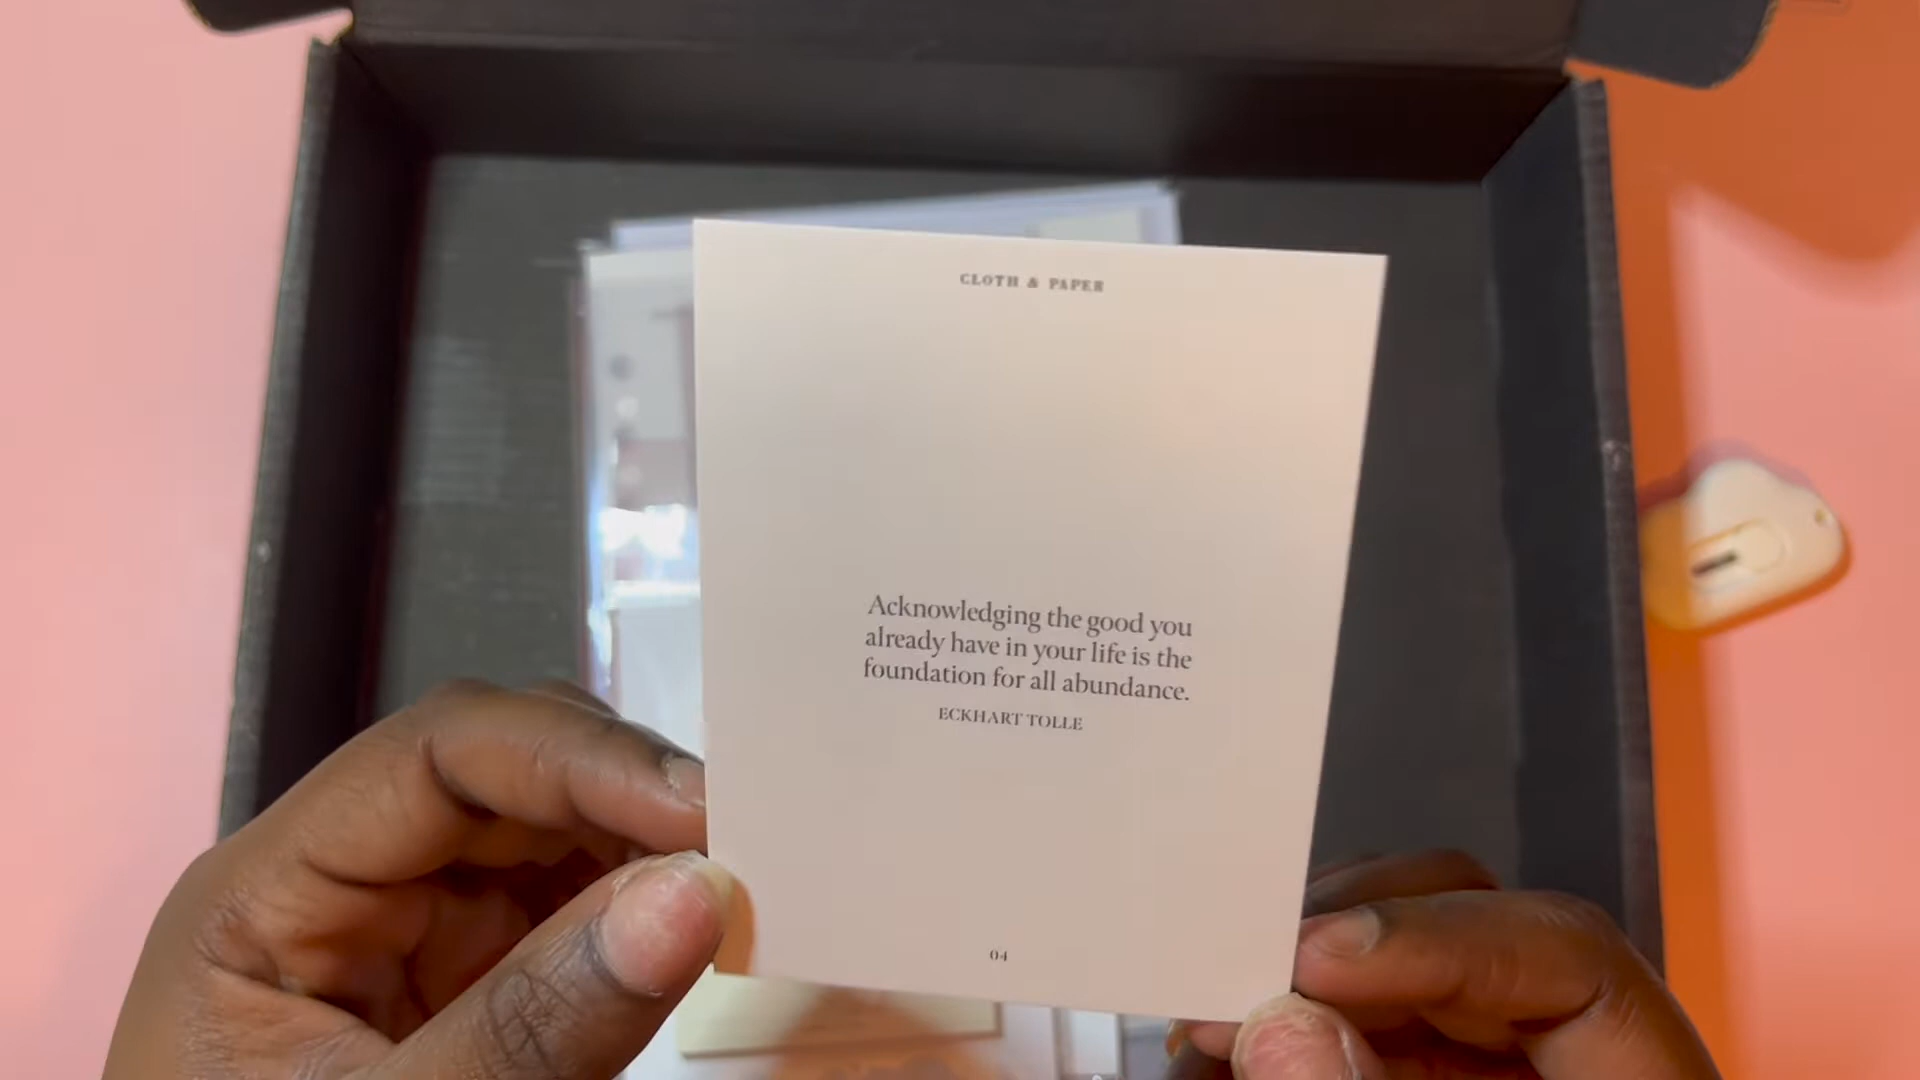 CLOTH & PAPER
Acknowledging the good you
already have in your life is the
foundation for all abundance.
ECKHART TOLLE
04